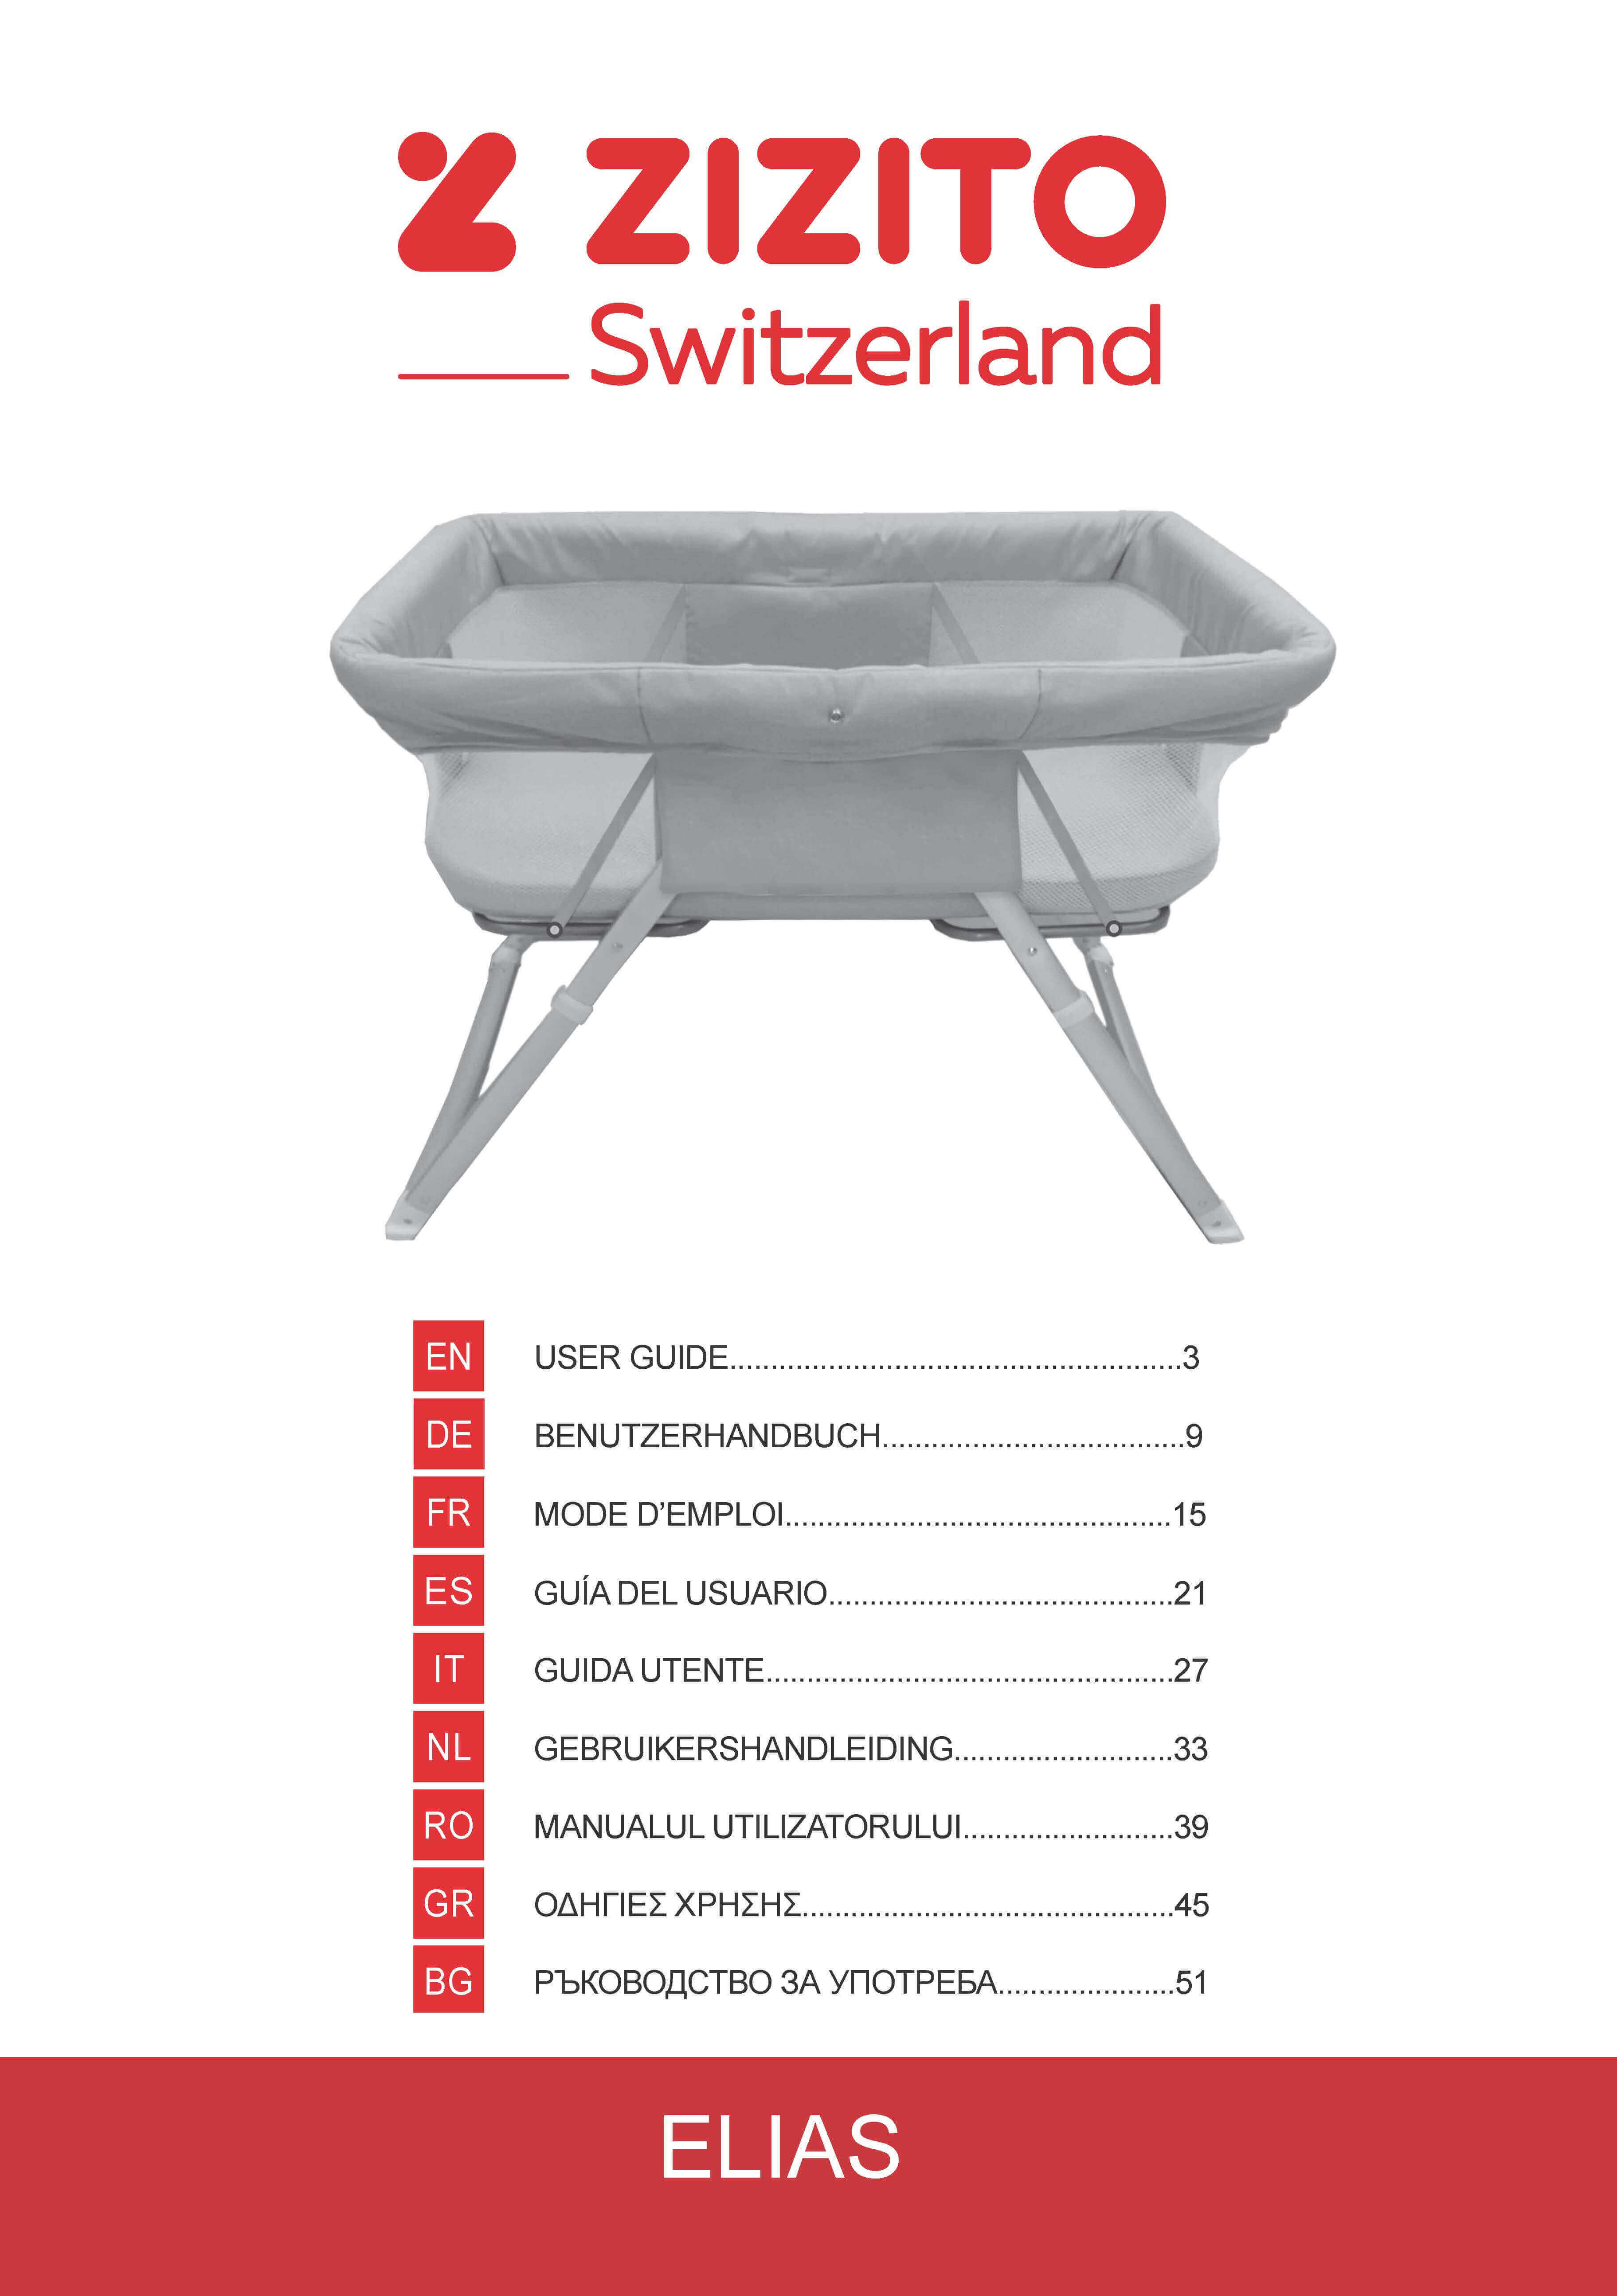 ZIZITO
Switzerland
EN USER GUIDE.......................................................3
DE BENUTZERHANDBUCH.....................................9
FR MODE D’EMPLOI...............................................15
ES GUÍA DEL USUARIO..........................................21
IT GUIDA UTENTE..................................................27
NL GEBRUIKERSHANDLEIDING...........................33
RO MANUALUL UTILIZATORULUI..........................39
GR ΟΔΗΓΙΕΣ ΧΡΗΣΗΣ.............................................45
BG РЪКОВОДСТВО ЗА УПОТРЕБА......................51
ELIAS